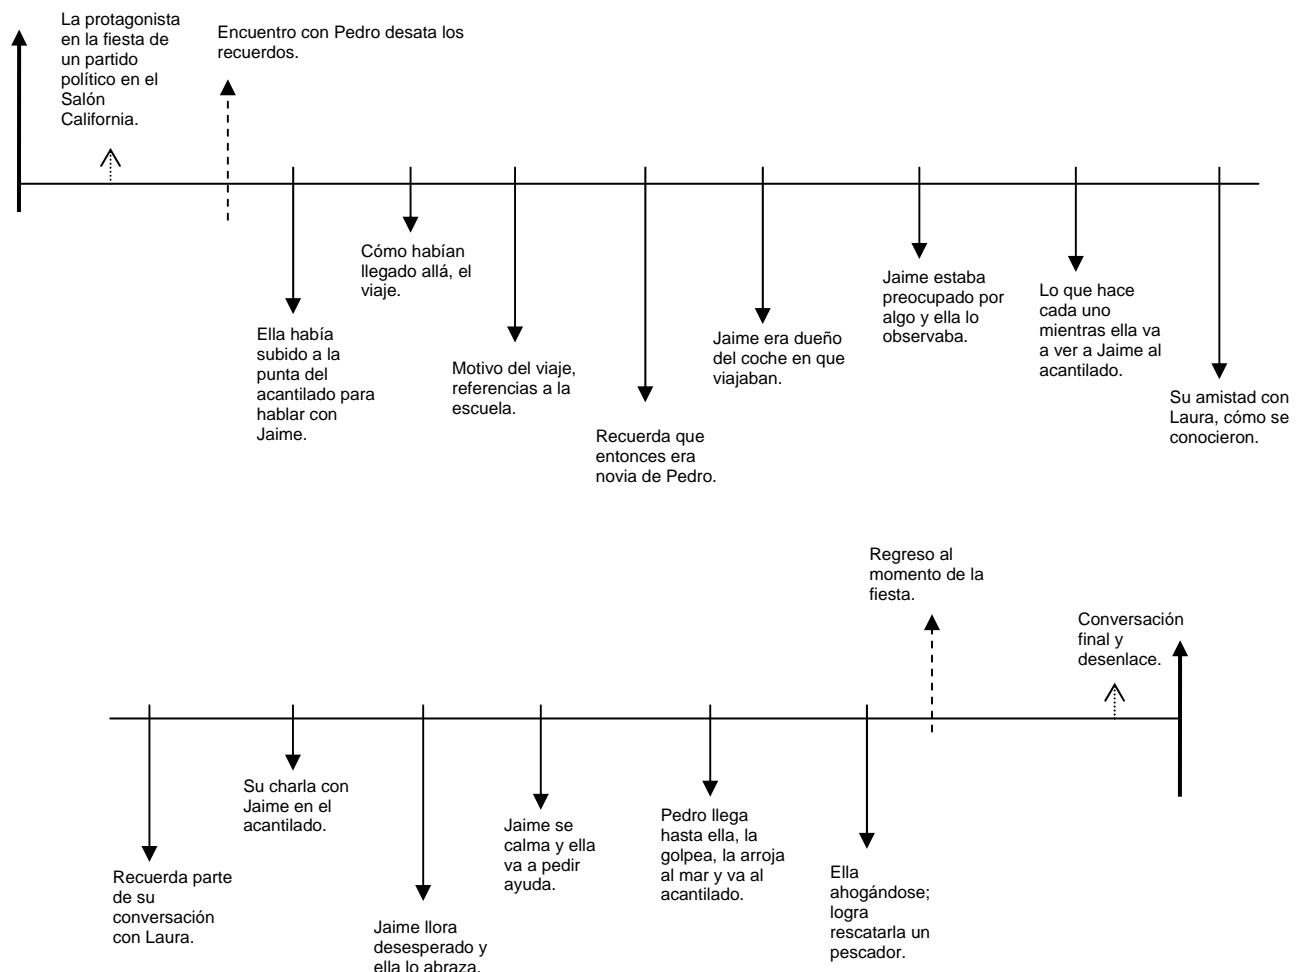 La protagonista
en la fiesta de
un partido
político en el
Salón
California.
Encuentro con Pedro desata los
recuerdos.
Ella había
subido a la
punta del
acantilado para
hablar con
Jaime.
Cómo habían
llegado allá, el
viaje.
Motivo del viaje,
referencias a la
escuela.
Recuerda que
entonces era
novia de Pedro.
Jaime era dueño
del coche en que
viajaban.
Jaime estaba
preocupado por
algo y ella lo
observaba.
Lo que hace
cada uno
mientras ella va
a ver a Jaime al
acantilado.
Su amistad con
Laura, cómo se
conocieron.
Recuerda parte
de su
conversación
con Laura.
Su charla con
Jaime en el
acantilado.
Jaime llora
desesperado y
ella lo abraza.
Jaime se
calma y ella
va a pedir
ayuda.
Pedro llega
hasta ella, la
golpea, la arroja
al mar y va al
acantilado.
Ella
ahogándose;
logra
rescatarla un
pescador.
Regreso al
momento de la
fiesta.
Conversación
final y
desenlace.